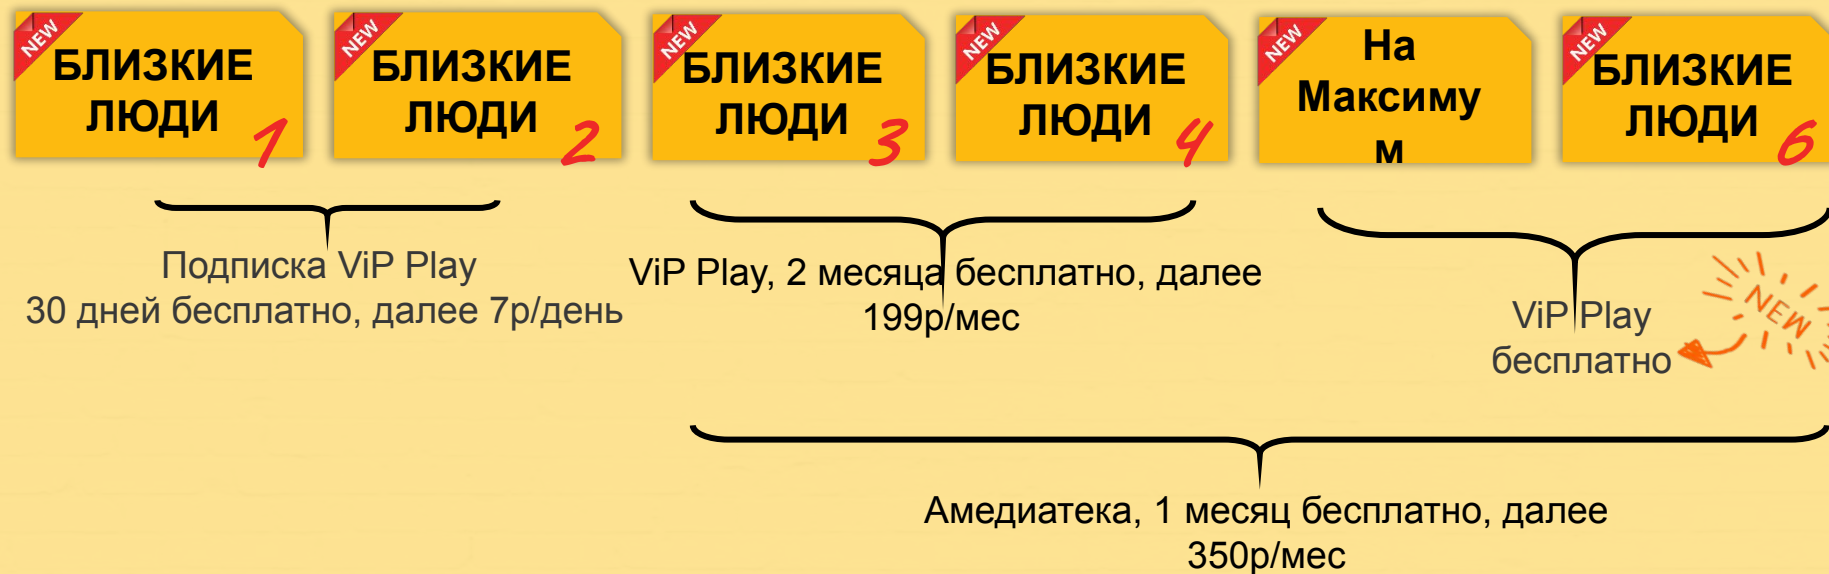 NEW
БЛИЗКИЕ
ЛЮДИ
1
NEW
БЛИЗКИЕ
ЛЮДИ
2
NEW
БЛИЗКИЕ
ЛЮДИ
3
NEW
БЛИЗКИЕ
ЛЮДИ
4
NEW
На
Максиму
м
NEW
БЛИЗКИЕ
ЛЮДИ
6
Подписка ViP Play
30 дней бесплатно, далее 7р/день
ViP Play, 2 месяца бесплатно, далее
199р/мес
ViP Play
бесплатно
NEW
Амедиатека, 1 месяц бесплатно, далее
350р/мес